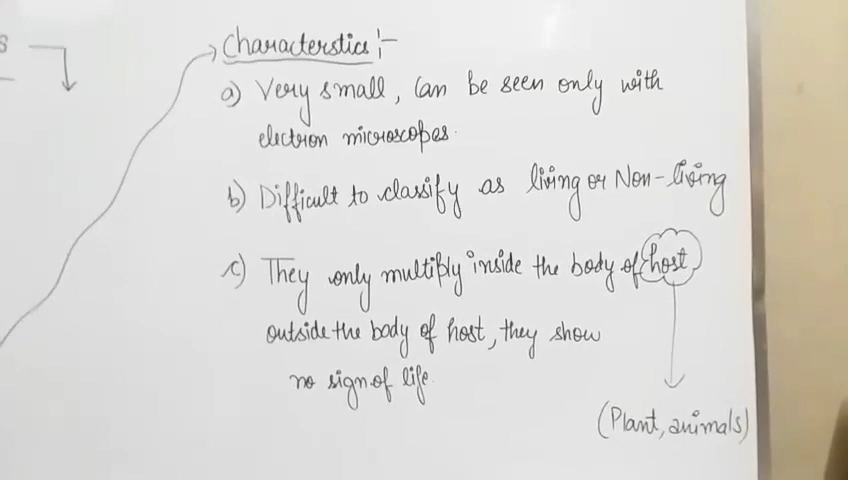 s
Characterstics :-
a) Very small, Can be seen only with
electron microscopes.
b) Difficult to classify as living or Non-living
c) They only multiply inside the body of host
outside the body of host, they show
no sign of life.
(Plant, animals)